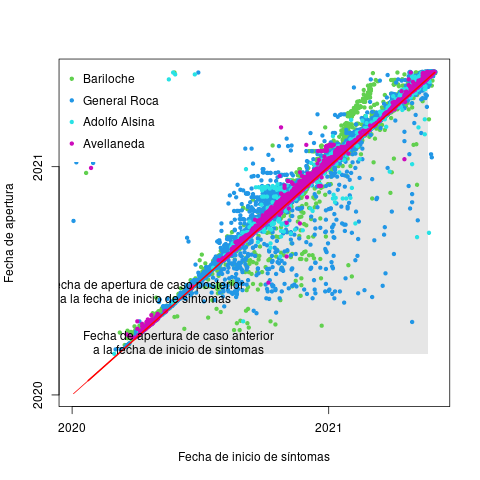 Bariloche
General Roca
Adolfo Alsina
Avellaneda
2021
Fecha de apertura
echa de apertura de caso posterior
a la fecha de inicio de síntomas
Fecha de apertura de caso anterior
a la fecha de inicio de síntomas
2020
2020
2021
Fecha de inicio de síntomas